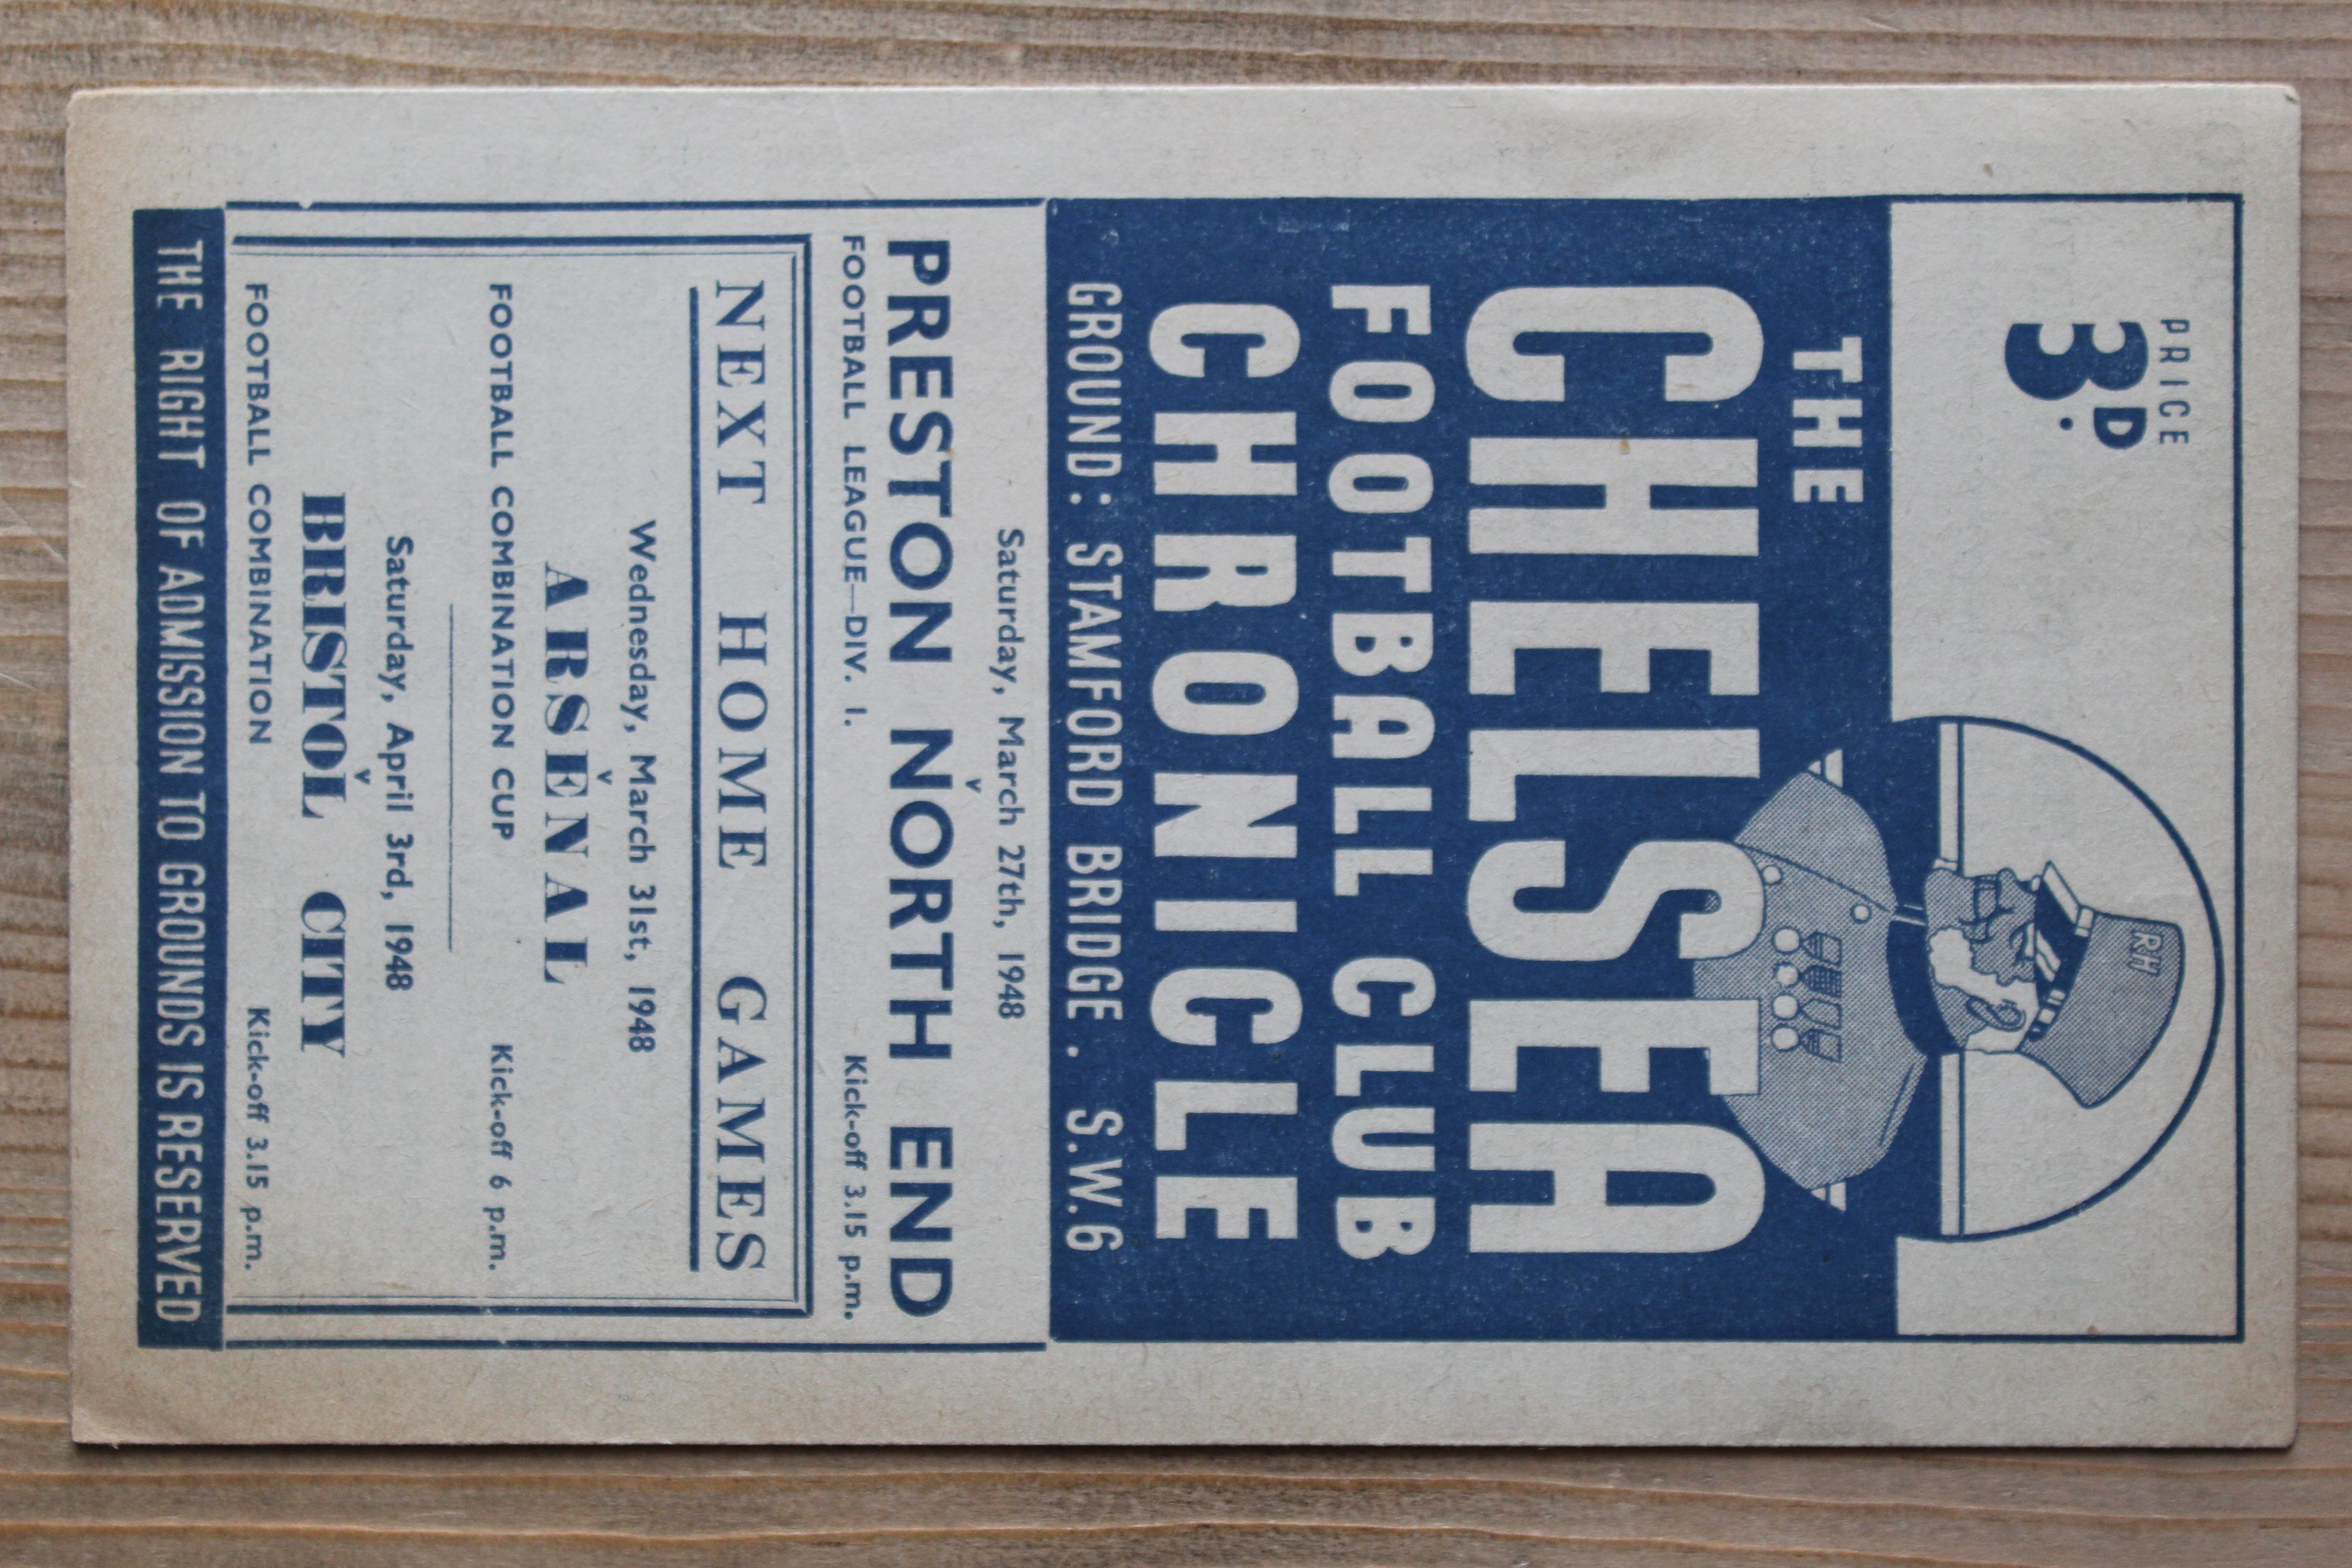 PRICE
3D.
RH
THE
CHELSEA
FOOTBALL CLUB
CHRONICLE
GROUND: STAMFORD BRIDGE . S.W.6
Saturday, March 27th, 1948
v
PRESTON NORTH END
FOOTBALL LEAGUE—DIV. 1. Kick-off 3.15 p.m.
NEXT HOME GAMES
Wednesday, March 31st, 1948
v
ARSENAL
FOOTBALL COMBINATION CUP Kick-off 6 p.m.
Saturday, April 3rd, 1948
v
BRISTOL CITY
FOOTBALL COMBINATION Kick-off 3.15 p.m.
THE RIGHT OF ADMISSION TO GROUNDS IS RESERVED